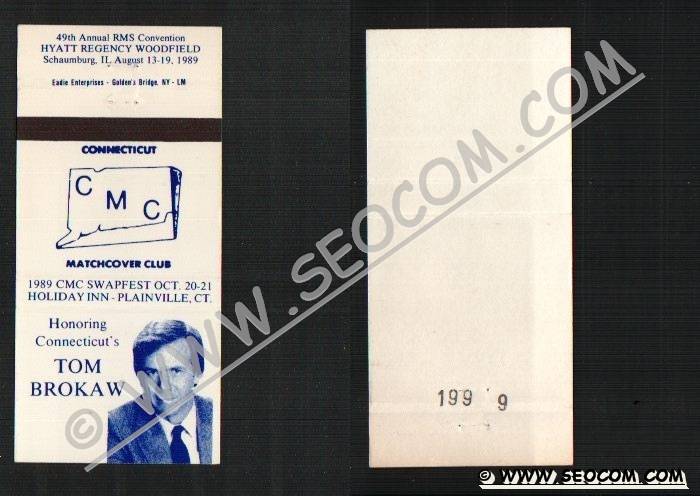 49th Annual RMS Convention
HYATT REGENCY WOODFIELD
Schaumburg, IL August 13-19, 1989
Eadie Enterprises - Golden's Bridge, NY - LM
CONNECTICUT
C M C
MATCHCOVER CLUB
1989 CMC SWAPFEST OCT. 20-21
HOLIDAY INN - PLAINVILLE, CT.
Honoring
Connecticut's
TOM
BROKAW
199 9
© WWW.SEOCOM.COM
© WWW.SEOCOM.COM